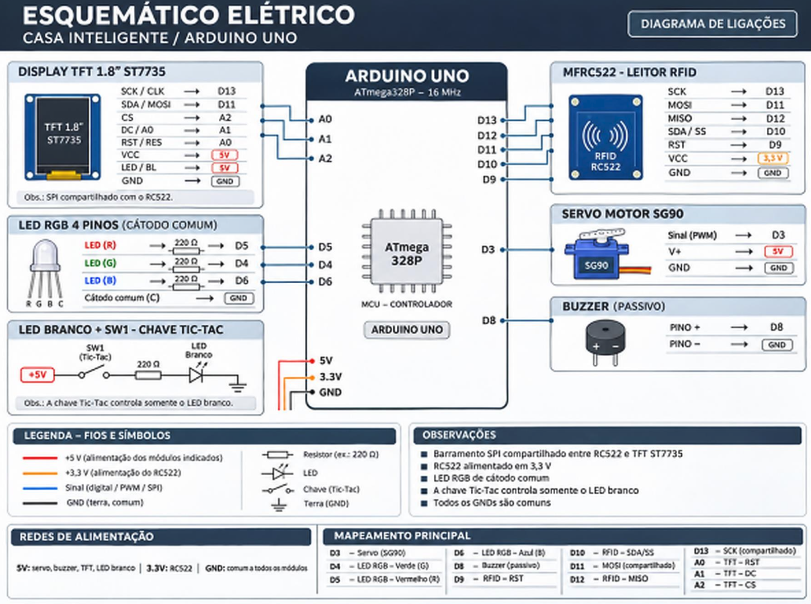 ESQUEMÁTICO ELÉTRICO
CASA INTELIGENTE / ARDUINO UNO
DIAGRAMA DE LIGAÇÕES
DISPLAY TFT 1.8" ST7735
TFT 1.8"
ST7735
SCK / CLK → D13
SDA / MOSI → D11
CS → A2
DC / A0 → A1
RST / RES → A0
VCC → 5V
LED / BL → 5V
GND → GND
Obs.: SPI compartilhado com o RC522.
LED RGB 4 PINOS (CÁTODO COMUM)
LED (R) → 220 Ω → D5
LED (G) → 220 Ω → D4
LED (B) → 220 Ω → D6
Cátodo comum (C) → GND
R G B C
LED BRANCO + SW1 - CHAVE TIC-TAC
+5V
SW1
(Tic-Tac)
220 Ω
LED
Branco
Obs.: A chave Tic-Tac controla somente o LED branco.
ARDUINO UNO
ATmega328P – 16 MHz
A0
A1
A2
D5
D4
D6
5V
3.3V
GND
D13
D12
D11
D10
D9
D3
D8
ATmega
328P
MCU – CONTROLADOR
ARDUINO UNO
MFRC522 - LEITOR RFID
RFID
RC522
SCK → D13
MOSI → D11
MISO → D12
SDA / SS → D10
RST → D9
VCC → 3,3 V
GND → GND
SERVO MOTOR SG90
SG90
Sinal (PWM) → D3
V+ → 5V
GND → GND
BUZZER (PASSIVO)
+ −
PINO + → D8
PINO − → GND
LEGENDA – FIOS E SÍMBOLOS
+5 V (alimentação dos módulos indicados)
+3,3 V (alimentação do RC522)
Sinal (digital / PWM / SPI)
GND (terra, comum)
Resistor (ex.: 220 Ω)
LED
Chave (Tic-Tac)
Terra (GND)
OBSERVAÇÕES
■ Barramento SPI compartilhado entre RC522 e TFT ST7735
■ RC522 alimentado em 3,3 V
■ LED RGB de cátodo comum
■ A chave Tic-Tac controla somente o LED branco
■ Todos os GNDs são comuns
REDES DE ALIMENTAÇÃO
5V: servo, buzzer, TFT, LED branco | 3.3V: RC522 | GND: comum a todos os módulos
MAPEAMENTO PRINCIPAL
D3 – Servo (SG90)
D4 – LED RGB – Verde (G)
D5 – LED RGB – Vermelho (R)
D6 – LED RGB – Azul (B)
D8 – Buzzer (passivo)
D9 – RFID – RST
D10 – RFID – SDA/SS
D11 – MOSI (compartilhado)
D12 – RFID – MISO
D13 – SCK (compartilhado)
A0 – TFT – RST
A1 – TFT – DC
A2 – TFT – CS